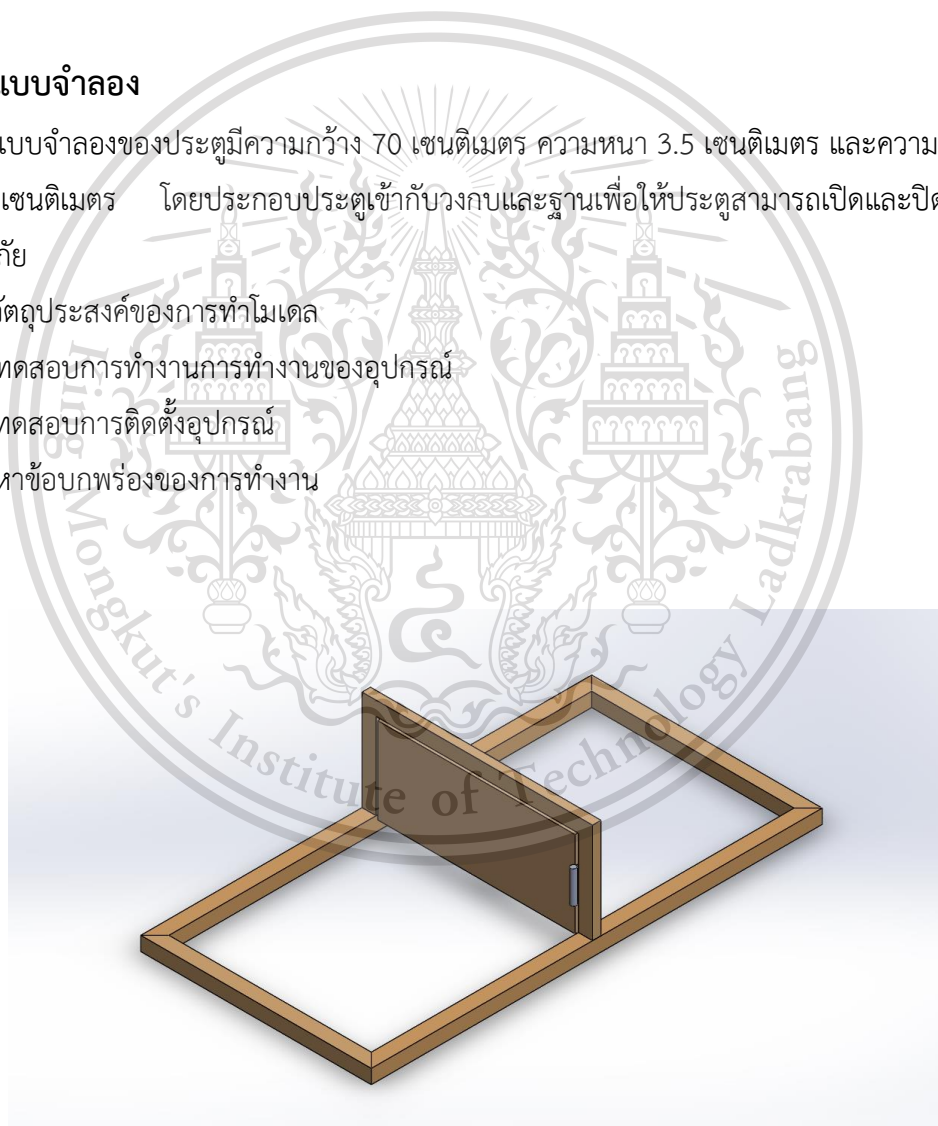 แบบจำลอง
แบบจำลองของประตูมีความกว้าง 70 เซนติเมตร ความหนา 3.5 เซนติเมตร และความ
เซนติเมตร โดยประกอบประตูเข้ากับวงกบและฐานเพื่อให้ประตูสามารถเปิดและปิด
ภัย
วัตถุประสงค์ของการทำโมเดล
ทดสอบการทำงานการทำงานของอุปกรณ์
ทดสอบการติดตั้งอุปกรณ์
หาข้อบกพร่องของการทำงาน
King Mongkut's Institute of Technology Ladkrabang